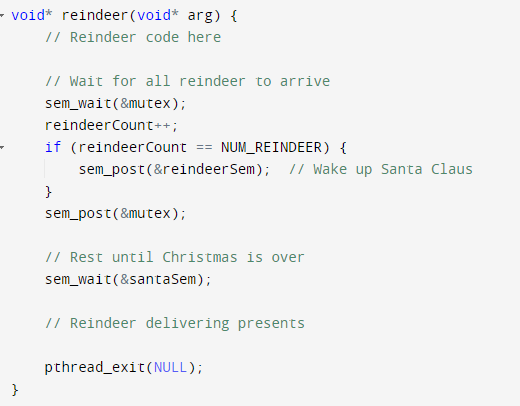 void* reindeer(void* arg) {
    // Reindeer code here

    // Wait for all reindeer to arrive
    sem_wait(&mutex);
    reindeerCount++;
    if (reindeerCount == NUM_REINDEER) {
        sem_post(&reindeerSem);  // Wake up Santa Claus
    }
    sem_post(&mutex);

    // Rest until Christmas is over
    sem_wait(&santaSem);

    // Reindeer delivering presents

    pthread_exit(NULL);
}